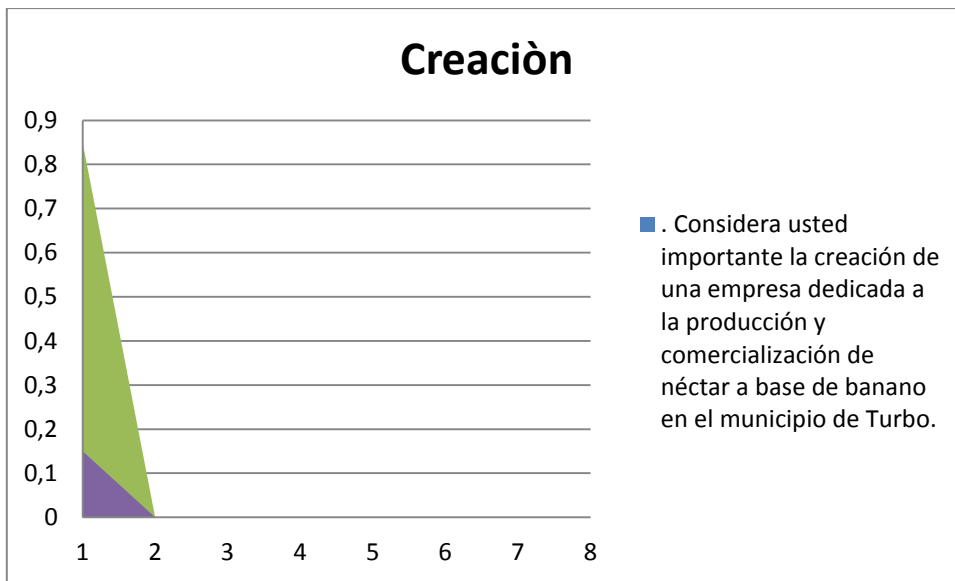 Creaciòn
0,9
0,8
0,7
0,6
0,5
0,4
0,3
0,2
0,1
0
1 2 3 4 5 6 7 8
. Considera usted
importante la creación de
una empresa dedicada a
la producción y
comercialización de
néctar a base de banano
en el municipio de Turbo.